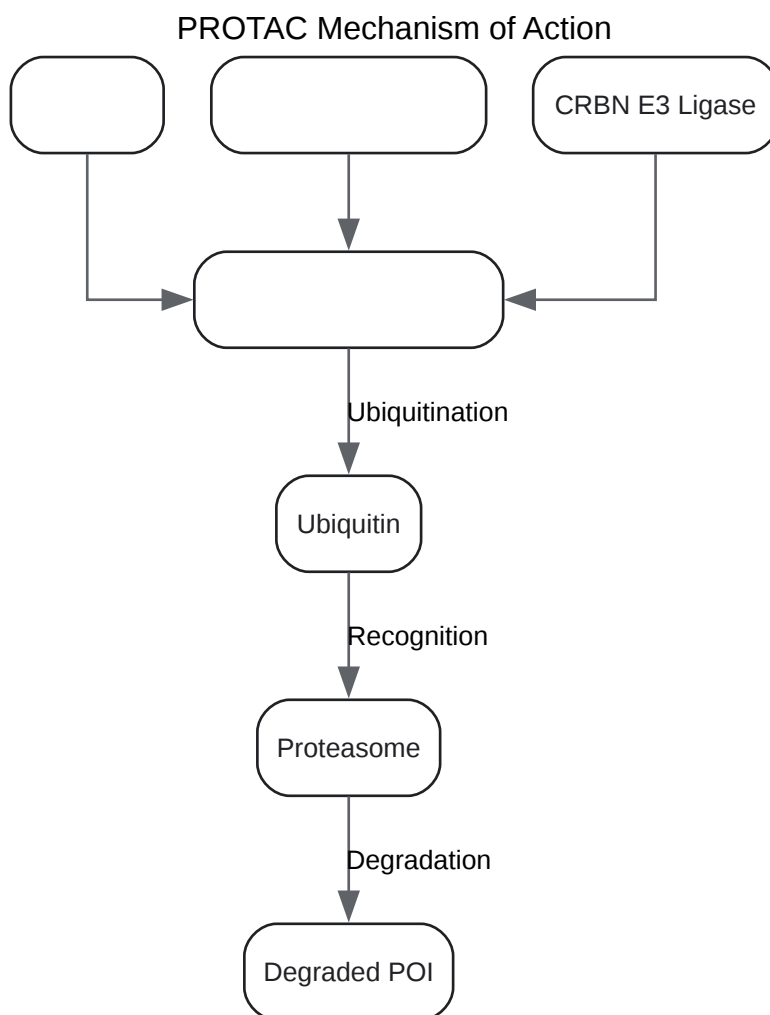 PROTAC Mechanism of Action
CRBN E3 Ligase
Ubiquitination
Ubiquitin
Recognition
Proteasome
Degradation
Degraded POI